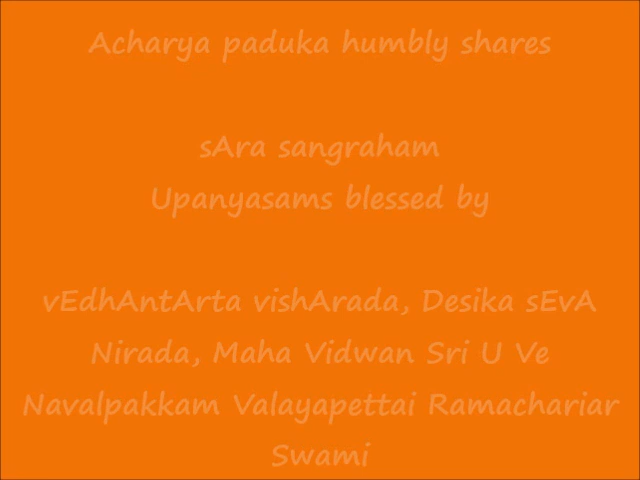 Acharya paduka humbly shares
sAra sangraham
Upanyasams blessed by
vEdhAntArta vishArada, Desika sEvA
Nirada, Maha Vidwan Sri U Ve
Navalpakkam Valayapettai Ramachariar
Swami